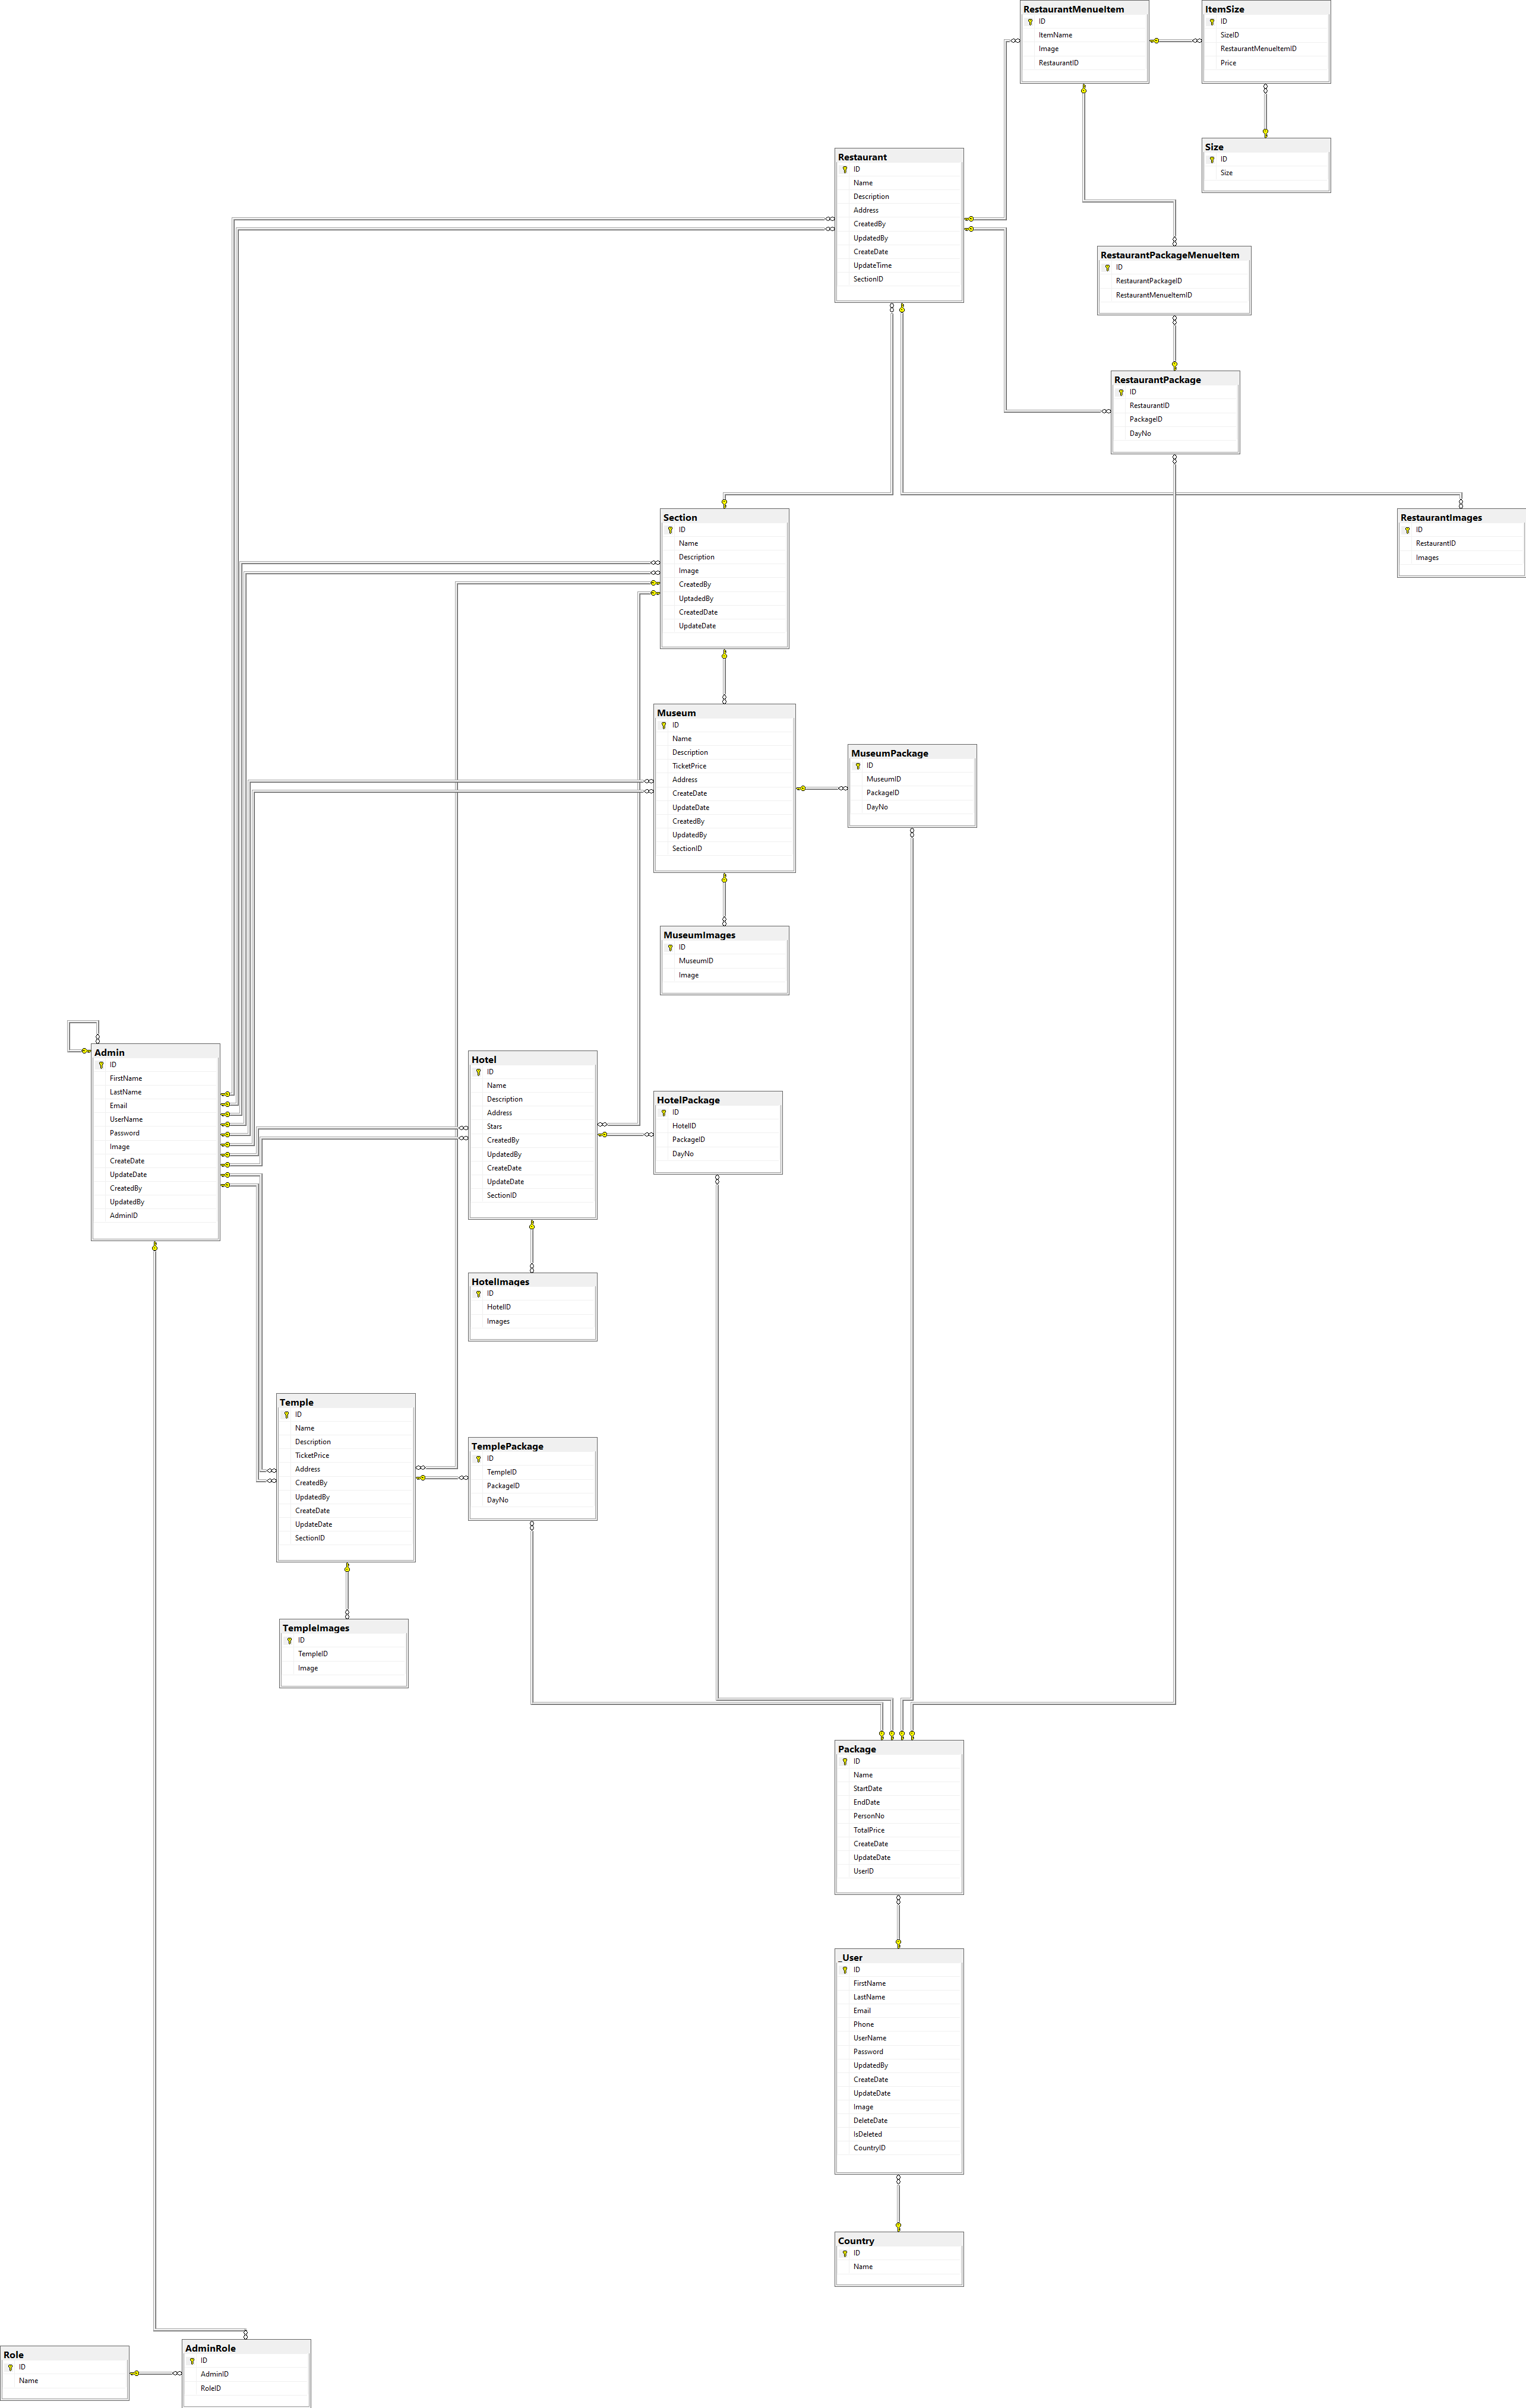 RestaurantMenueItem
ID
ItemName
Image
RestaurantID
ItemSize
ID
SizeID
RestaurantMenueItemID
Price
Size
ID
Size
Restaurant
ID
Name
Description
Address
CreatedBy
UpdatedBy
CreateDate
UpdateTime
SectionID
RestaurantPackageMenueItem
ID
RestaurantPackageID
RestaurantMenueItemID
RestaurantPackage
ID
RestaurantID
PackageID
DayNo
Section
ID
Name
Description
Image
CreatedBy
UptadedBy
CreatedDate
UpdateDate
RestaurantImages
ID
RestaurantID
Images
Museum
ID
Name
Description
TicketPrice
Address
CreateDate
UpdateDate
CreatedBy
UpdatedBy
SectionID
MuseumPackage
ID
MuseumID
PackageID
DayNo
MuseumImages
ID
MuseumID
Image
Admin
ID
FirstName
LastName
Email
UserName
Password
Image
CreateDate
UpdateDate
CreatedBy
UpdatedBy
AdminID
Hotel
ID
Name
Description
Address
Stars
CreatedBy
UpdatedBy
CreateDate
UpdateDate
SectionID
HotelPackage
ID
HotelID
PackageID
DayNo
HotelImages
ID
HotelID
Images
Temple
ID
Name
Description
TicketPrice
Address
CreatedBy
UpdatedBy
CreateDate
UpdateDate
SectionID
TemplePackage
ID
TempleID
PackageID
DayNo
TempleImages
ID
TempleID
Image
Package
ID
Name
StartDate
EndDate
PersonNo
TotalPrice
CreateDate
UpdateDate
UserID
_User
ID
FirstName
LastName
Email
Phone
UserName
Password
UpdatedBy
CreateDate
UpdateDate
Image
DeleteDate
IsDeleted
CountryID
Country
ID
Name
Role
ID
Name
AdminRole
ID
AdminID
RoleID